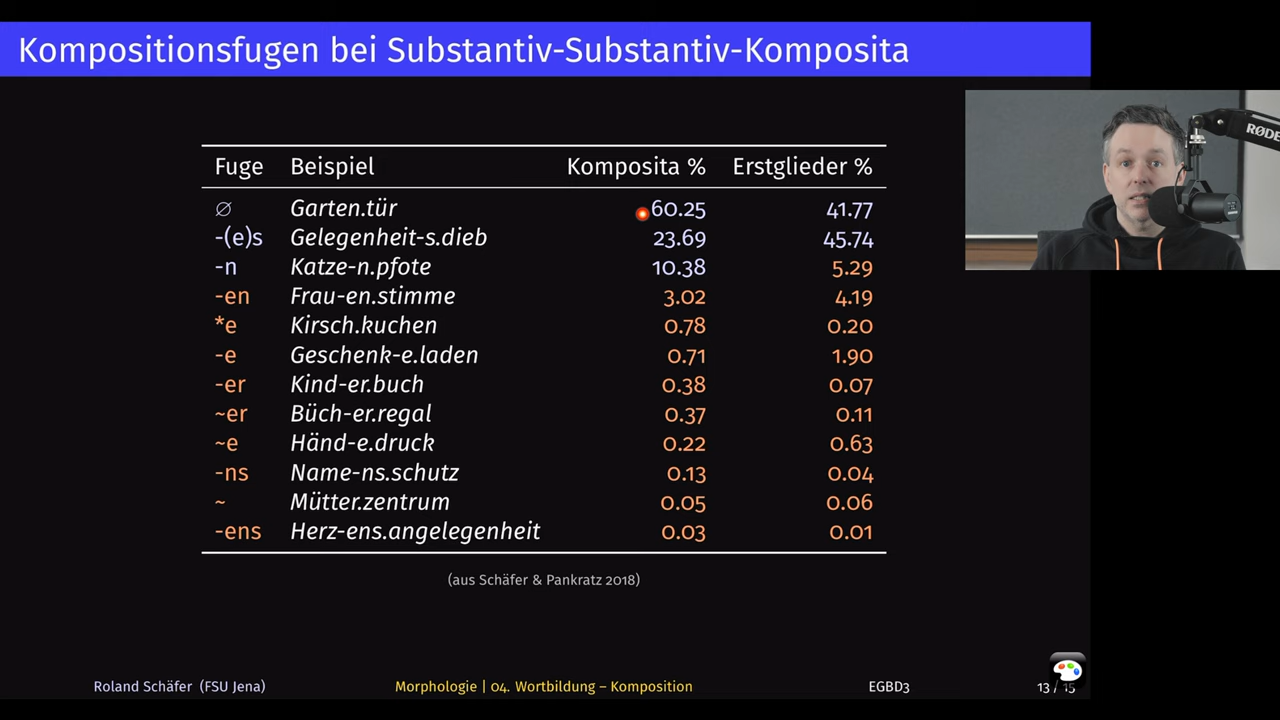 Kompositionsfugen bei Substantiv-Substantiv-Komposita
RØDE
Fuge Beispiel Komposita % Erstglieder %
∅ Garten.tür 60.25 41.77
-(e)s Gelegenheit-s.dieb 23.69 45.74
-n Katze-n.pfote 10.38 5.29
-en Frau-en.stimme 3.02 4.19
*e Kirsch.kuchen 0.78 0.20
-e Geschenk-e.laden 0.71 1.90
-er Kind-er.buch 0.38 0.07
~er Büch-er.regal 0.37 0.11
~e Händ-e.druck 0.22 0.63
-ns Name-ns.schutz 0.13 0.04
~ Mütter.zentrum 0.05 0.06
-ens Herz-ens.angelegenheit 0.03 0.01
(aus Schäfer & Pankratz 2018)
Roland Schäfer (FSU Jena) Morphologie | 04. Wortbildung – Komposition EGBD3 13 / 15